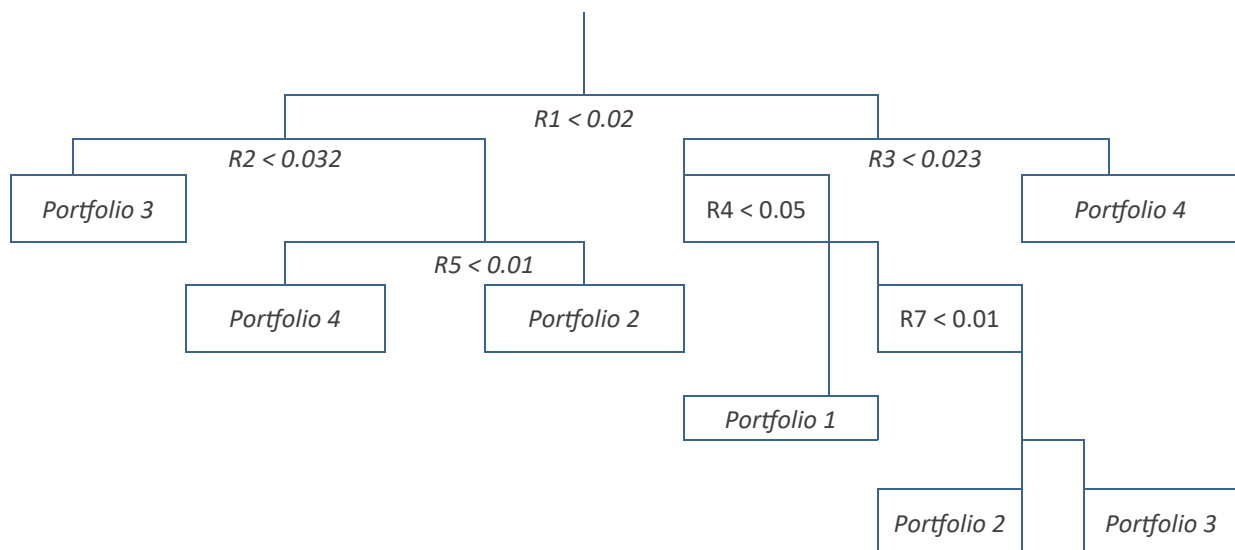 R1 < 0.02
R2 < 0.032
R3 < 0.023
Portfolio 3
R4 < 0.05
Portfolio 4
R5 < 0.01
Portfolio 4
Portfolio 2
R7 < 0.01
Portfolio 1
Portfolio 2
Portfolio 3